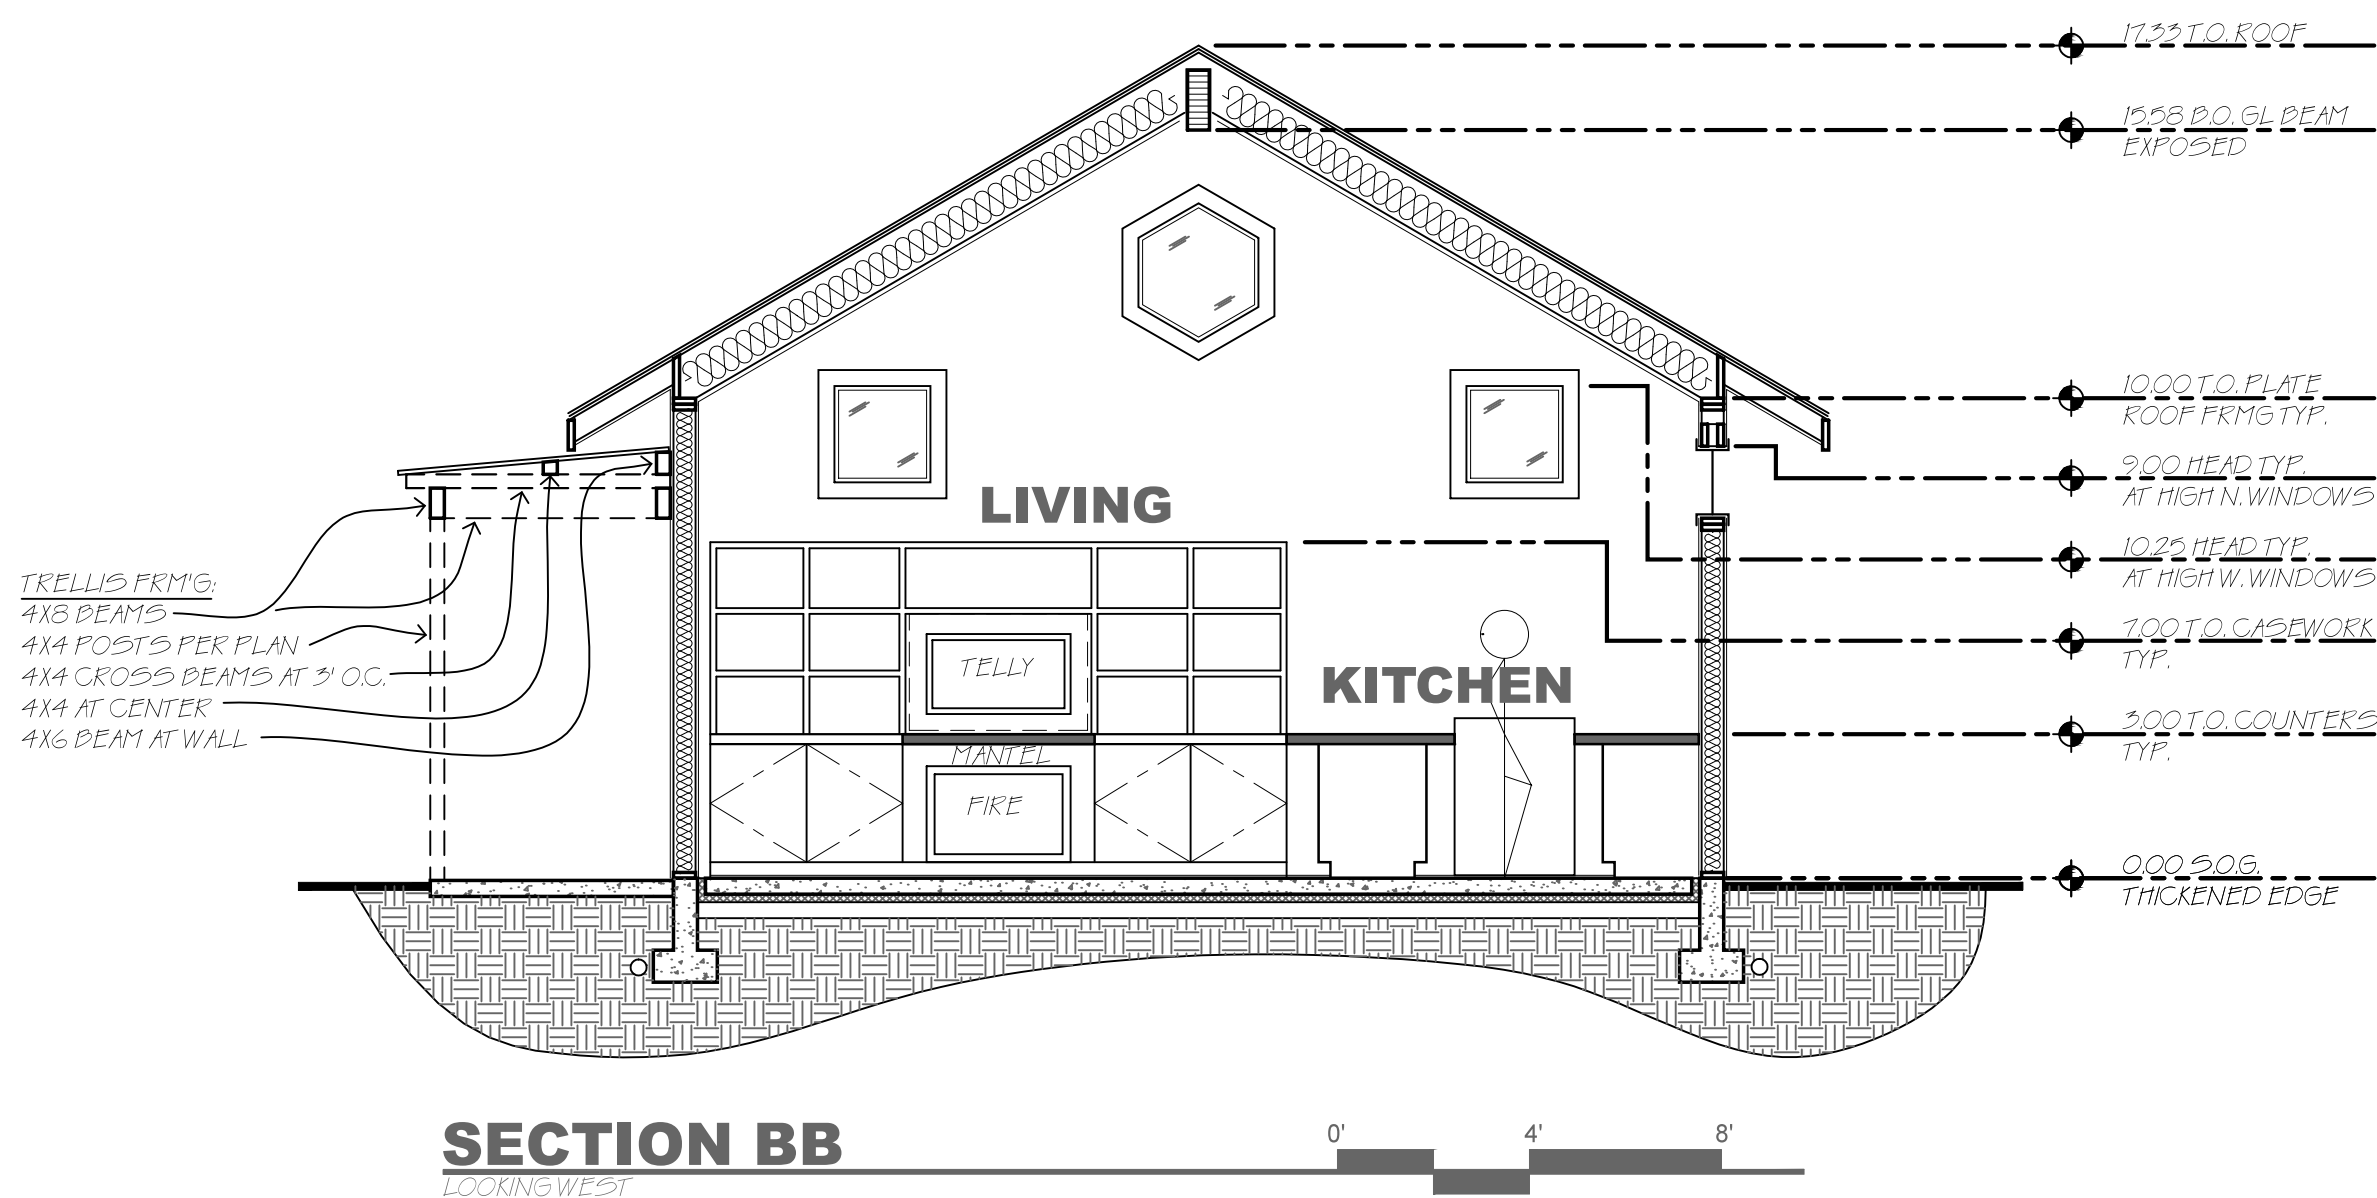 17.33 T.O. ROOF
15.58 B.O. GL BEAM
EXPOSED
10.00 T.O. PLATE
ROOF FRMG TYP.
9.00 HEAD TYP.
AT HIGH N. WINDOWS
10.25 HEAD TYP.
AT HIGH W. WINDOWS
7.00 T.O. CASEWORK
TYP.
3.00 T.O. COUNTERS
TYP.
0.00 S.O.G.
THICKENED EDGE
LIVING
KITCHEN
TELLY
MANTEL
FIRE
TRELLIS FRM'G:
4X8 BEAMS
4X4 POSTS PER PLAN
4X4 CROSS BEAMS AT 3' O.C.
4X4 AT CENTER
4X6 BEAM AT WALL
SECTION BB
LOOKING WEST
0' 4' 8'